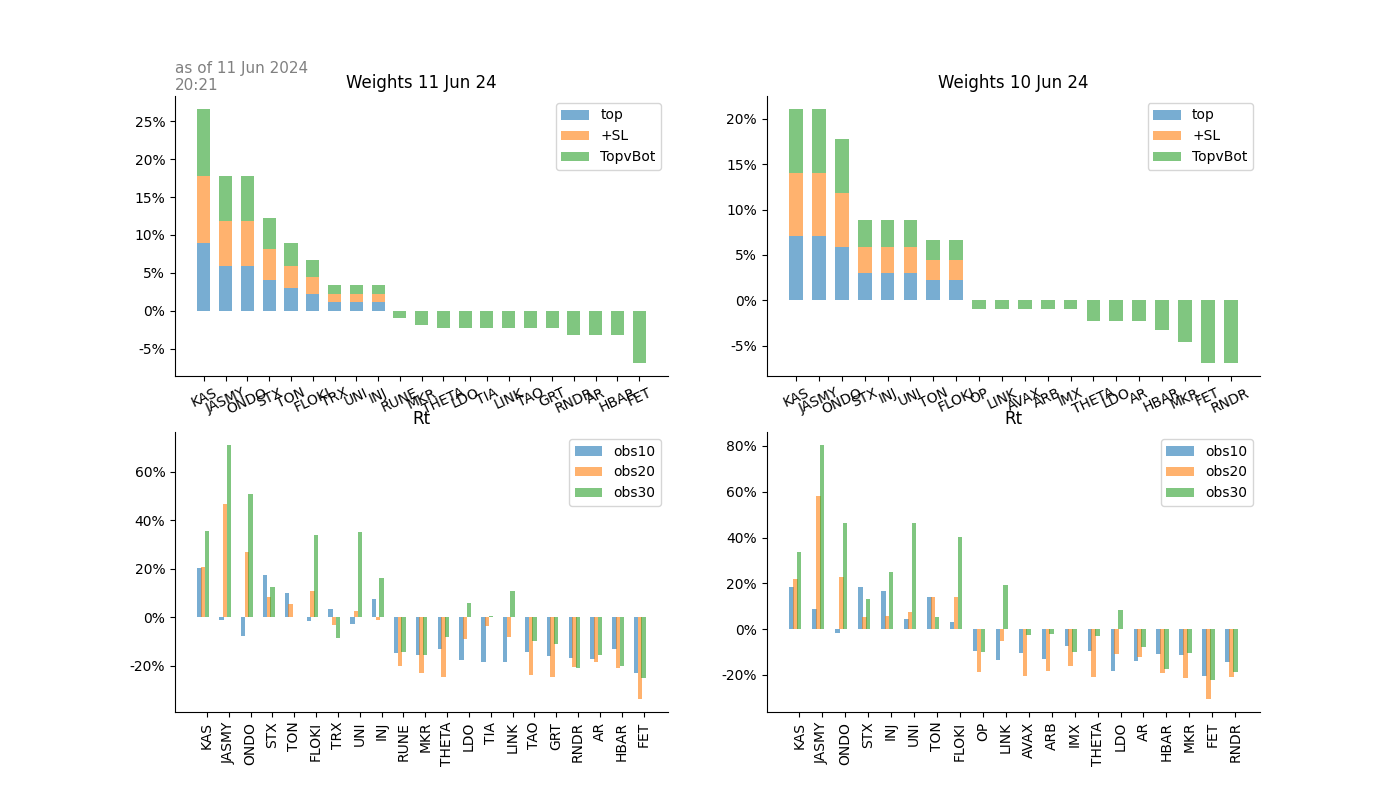 as of 11 Jun 2024
20:21
Weights 11 Jun 24
25%
20%
15%
10%
5%
0%
-5%
top
+SL
TopvBot
KAS JASMY ONDO STX TON FLOKI TRX UNI INJ RUNE MKR THETA LDO TIA LINK TAO GRT RNDR AR HBAR FET
Weights 10 Jun 24
20%
15%
10%
5%
0%
-5%
top
+SL
TopvBot
KAS JASMY ONDO STX INJ UNI TON FLOKI OP LINK AVAX ARB IMX THETA LDO AR HBAR MKR FET RNDR
Rt
60%
40%
20%
0%
-20%
obs10
obs20
obs30
KAS JASMY ONDO STX TON FLOKI TRX UNI INJ RUNE MKR THETA LDO TIA LINK TAO GRT RNDR AR HBAR FET
Rt
80%
60%
40%
20%
0%
-20%
obs10
obs20
obs30
KAS JASMY ONDO STX INJ UNI TON FLOKI OP LINK AVAX ARB IMX THETA LDO AR HBAR MKR FET RNDR